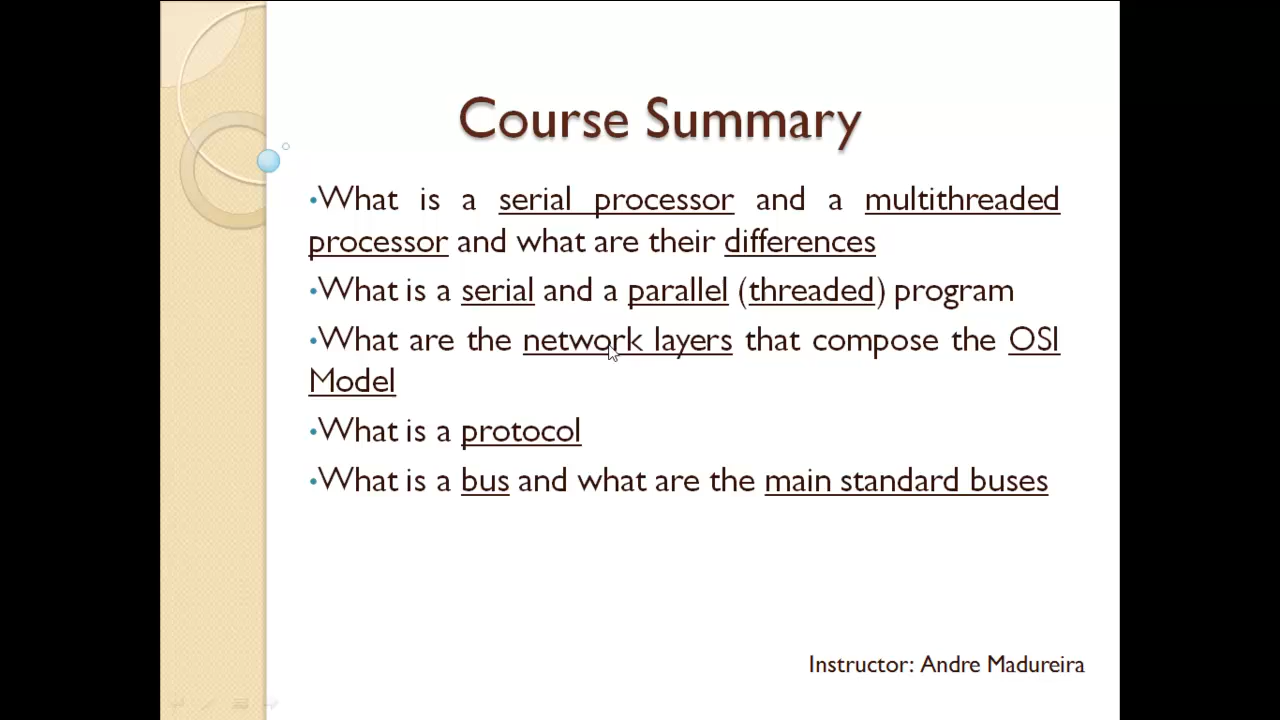 Course Summary
•What is a serial processor and a multithreaded
processor and what are their differences
•What is a serial and a parallel (threaded) program
•What are the network layers that compose the OSI
Model
•What is a protocol
•What is a bus and what are the main standard buses
Instructor: Andre Madureira